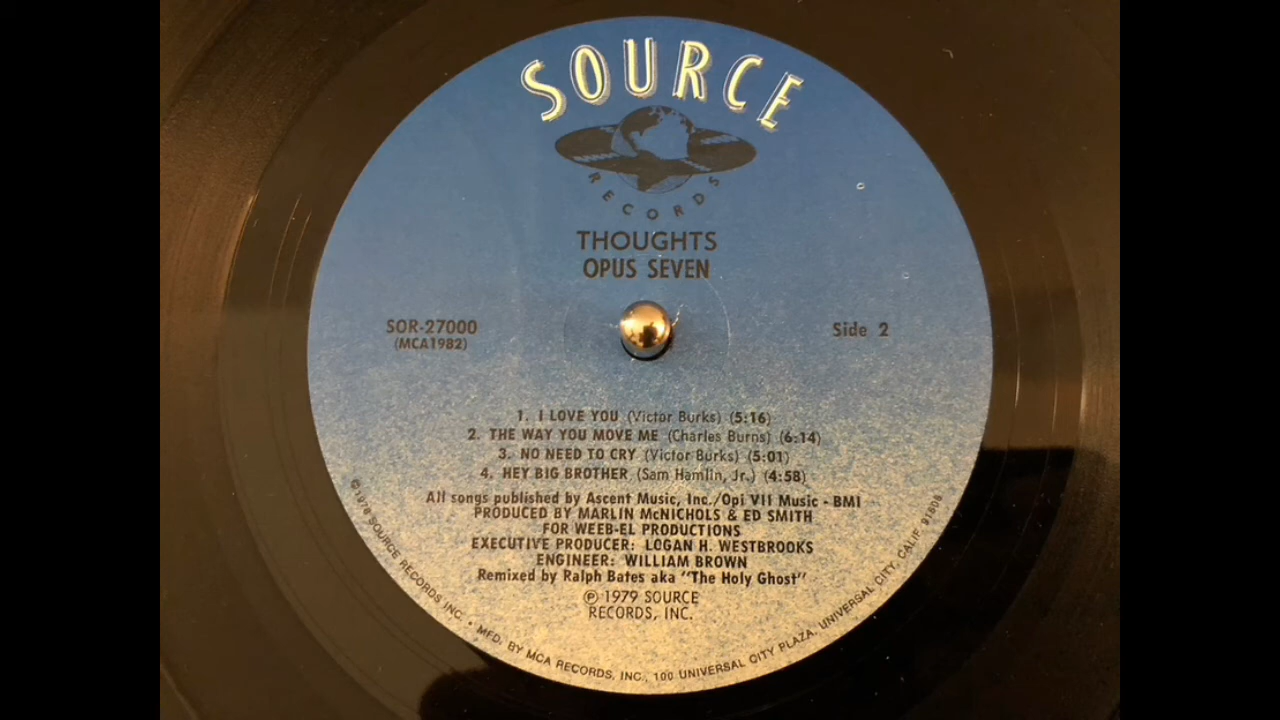 SOURCE
RECORDS
THOUGHTS
OPUS SEVEN
SOR-27000
(MCA1982)
Side 2
1. I LOVE YOU (Victor Burks) (5:16)
2. THE WAY YOU MOVE ME (Charles Burns) (6:14)
3. NO NEED TO CRY (Victor Burks) (5:01)
4. HEY BIG BROTHER (Sam Hamlin, Jr.) (4:58)
All songs published by Ascent Music, Inc./Opi VII Music - BMI
PRODUCED BY MARLIN McNICHOLS & ED SMITH
FOR WEEB-EL PRODUCTIONS
EXECUTIVE PRODUCER: LOGAN H. WESTBROOKS
ENGINEER: WILLIAM BROWN
Remixed by Ralph Bates aka "The Holy Ghost"
℗ 1979 SOURCE
RECORDS, INC.
©1978 SOURCE RECORDS INC. • MFD. BY MCA RECORDS, INC., 100 UNIVERSAL CITY PLAZA, UNIVERSAL CITY, CALIF. 91608